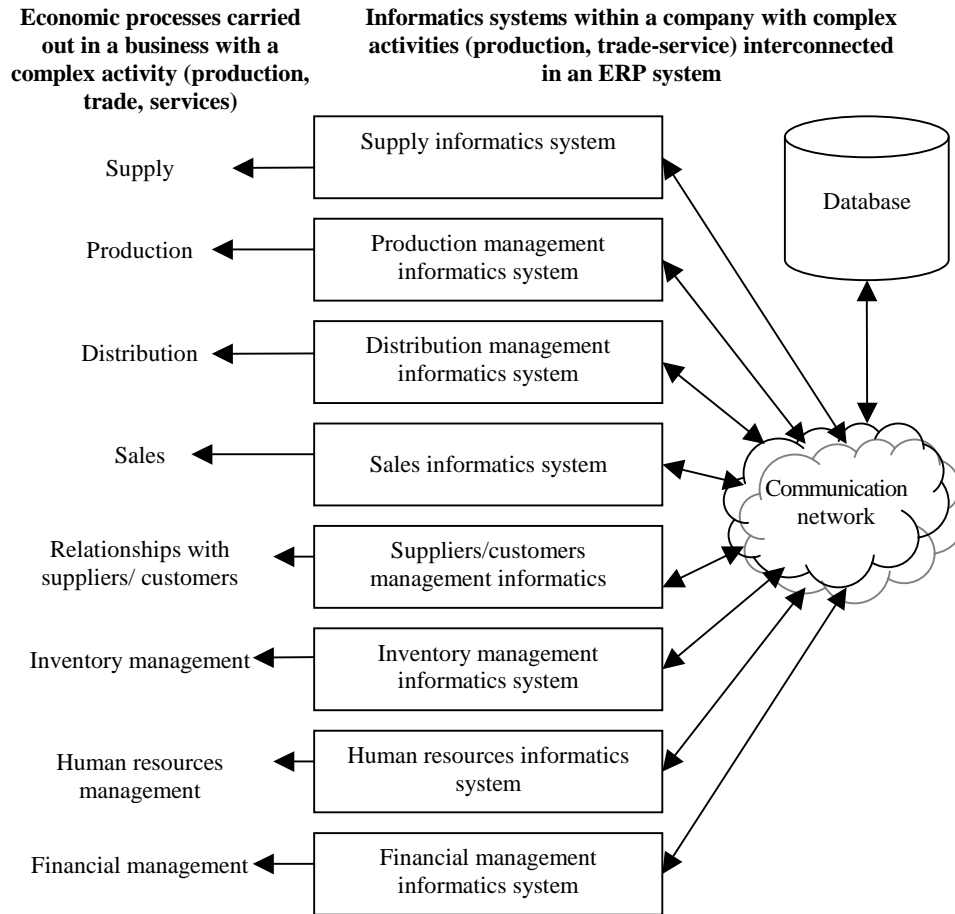 Economic processes carried
out in a business with a
complex activity (production,
trade, services)
Informatics systems within a company with complex
activities (production, trade-service) interconnected
in an ERP system
Supply
Supply informatics system
Database
Production
Production management
informatics system
Distribution
Distribution management
informatics system
Sales
Sales informatics system
Communication
network
Relationships with
suppliers/ customers
Suppliers/customers
management informatics
Inventory management
Inventory management
informatics system
Human resources
management
Human resources informatics
system
Financial management
Financial management
informatics system